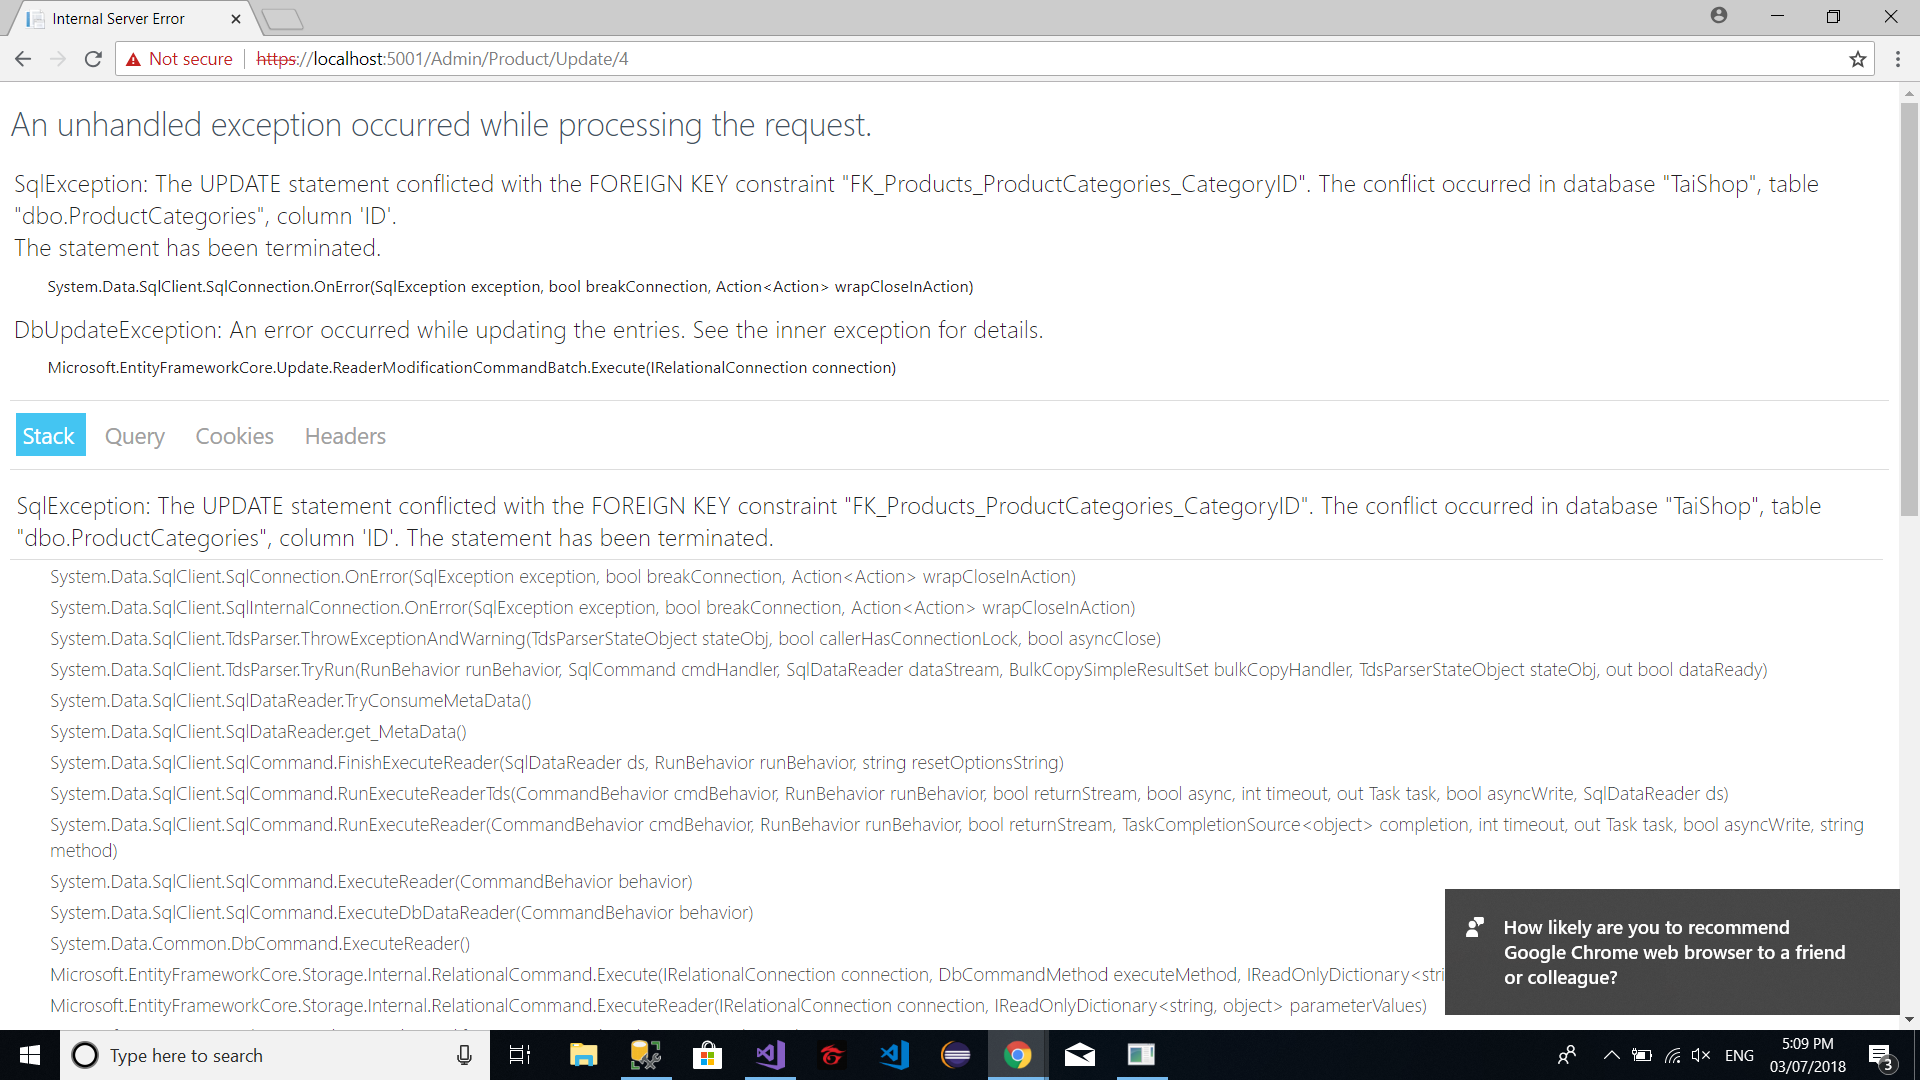 Internal Server Error
Not secure https://localhost:5001/Admin/Product/Update/4
An unhandled exception occurred while processing the request.
SqlException: The UPDATE statement conflicted with the FOREIGN KEY constraint "FK_Products_ProductCategories_CategoryID". The conflict occurred in database "TaiShop", table
"dbo.ProductCategories", column 'ID'.
The statement has been terminated.
System.Data.SqlClient.SqlConnection.OnError(SqlException exception, bool breakConnection, Action<Action> wrapCloseInAction)
DbUpdateException: An error occurred while updating the entries. See the inner exception for details.
Microsoft.EntityFrameworkCore.Update.ReaderModificationCommandBatch.Execute(IRelationalConnection connection)
Stack Query Cookies Headers
SqlException: The UPDATE statement conflicted with the FOREIGN KEY constraint "FK_Products_ProductCategories_CategoryID". The conflict occurred in database "TaiShop", table
"dbo.ProductCategories", column 'ID'. The statement has been terminated.
System.Data.SqlClient.SqlConnection.OnError(SqlException exception, bool breakConnection, Action<Action> wrapCloseInAction)
System.Data.SqlClient.SqlInternalConnection.OnError(SqlException exception, bool breakConnection, Action<Action> wrapCloseInAction)
System.Data.SqlClient.TdsParser.ThrowExceptionAndWarning(TdsParserStateObject stateObj, bool callerHasConnectionLock, bool asyncClose)
System.Data.SqlClient.TdsParser.TryRun(RunBehavior runBehavior, SqlCommand cmdHandler, SqlDataReader dataStream, BulkCopySimpleResultSet bulkCopyHandler, TdsParserStateObject stateObj, out bool dataReady)
System.Data.SqlClient.SqlDataReader.TryConsumeMetaData()
System.Data.SqlClient.SqlDataReader.get_MetaData()
System.Data.SqlClient.SqlCommand.FinishExecuteReader(SqlDataReader ds, RunBehavior runBehavior, string resetOptionsString)
System.Data.SqlClient.SqlCommand.RunExecuteReaderTds(CommandBehavior cmdBehavior, RunBehavior runBehavior, bool returnStream, bool async, int timeout, out Task task, bool asyncWrite, SqlDataReader ds)
System.Data.SqlClient.SqlCommand.RunExecuteReader(CommandBehavior cmdBehavior, RunBehavior runBehavior, bool returnStream, TaskCompletionSource<object> completion, int timeout, out Task task, bool asyncWrite, string
method)
System.Data.SqlClient.SqlCommand.ExecuteReader(CommandBehavior behavior)
System.Data.SqlClient.SqlCommand.ExecuteDbDataReader(CommandBehavior behavior)
System.Data.Common.DbCommand.ExecuteReader()
Microsoft.EntityFrameworkCore.Storage.Internal.RelationalCommand.Execute(IRelationalConnection connection, DbCommandMethod executeMethod, IReadOnlyDictionary<stri
Microsoft.EntityFrameworkCore.Storage.Internal.RelationalCommand.ExecuteReader(IRelationalConnection connection, IReadOnlyDictionary<string, object> parameterValues)
How likely are you to recommend
Google Chrome web browser to a friend
or colleague?
Type here to search
ENG
5:09 PM
03/07/2018
3